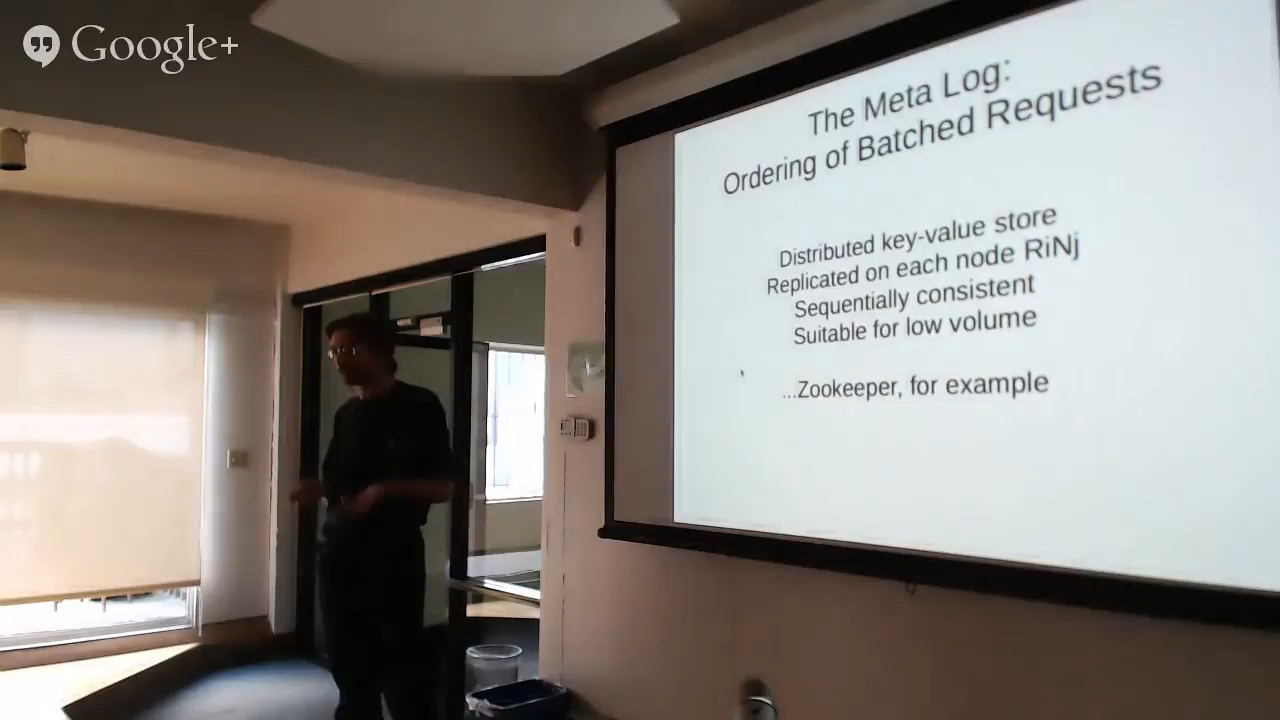 Google+
The Meta Log:
Ordering of Batched Requests
Distributed key-value store
Replicated on each node RiNj
Sequentially consistent
Suitable for low volume
...Zookeeper, for example